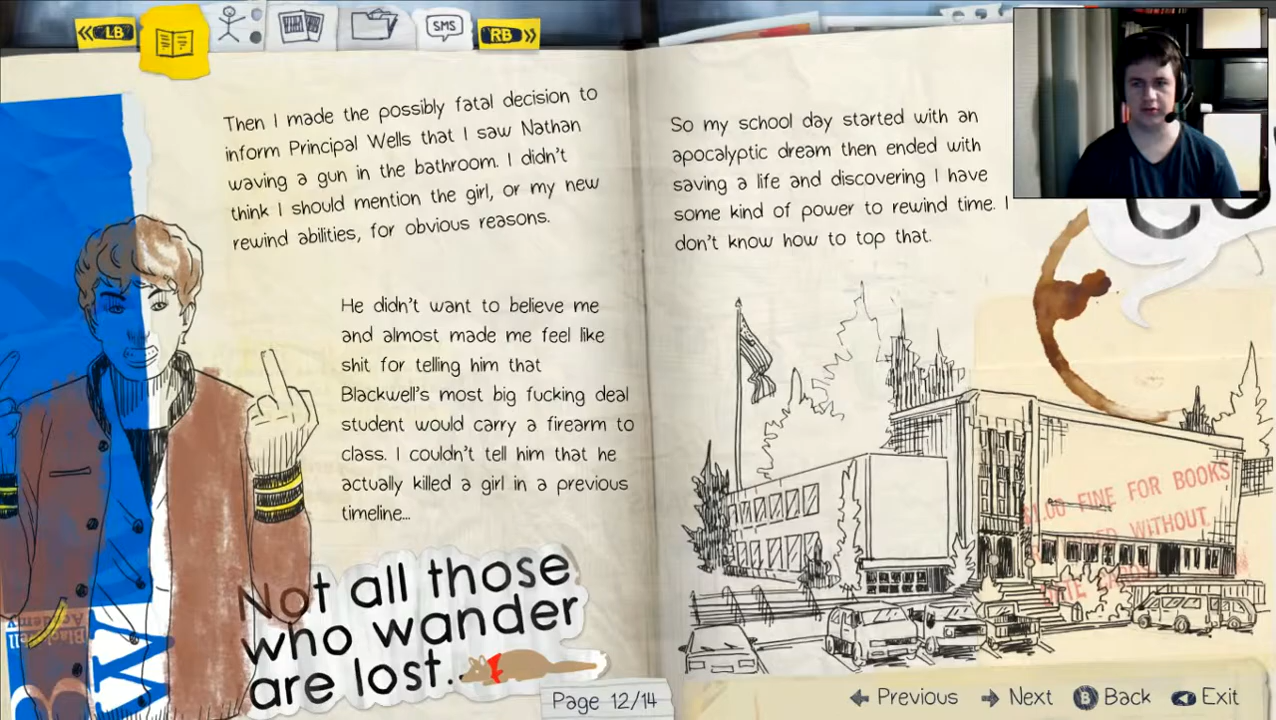 LB
SMS
RB
Then I made the possibly fatal decision to
inform Principal Wells that I saw Nathan
waving a gun in the bathroom. I didn't
think I should mention the girl, or my new
rewind abilities, for obvious reasons.
He didn't want to believe me
and almost made me feel like
shit for telling him that
Blackwell's most big fucking deal
student would carry a firearm to
class. I couldn't tell him that he
actually killed a girl in a previous
timeline...
Not all those
who wander
are lost.
Blackwell
Academy
Page 12/14
So my school day started with an
apocalyptic dream then ended with
saving a life and discovering I have
some kind of power to rewind time. I
don't know how to top that.
$1.00 FINE FOR BOOKS
WITHOUT
Previous
Next
B Back
Exit